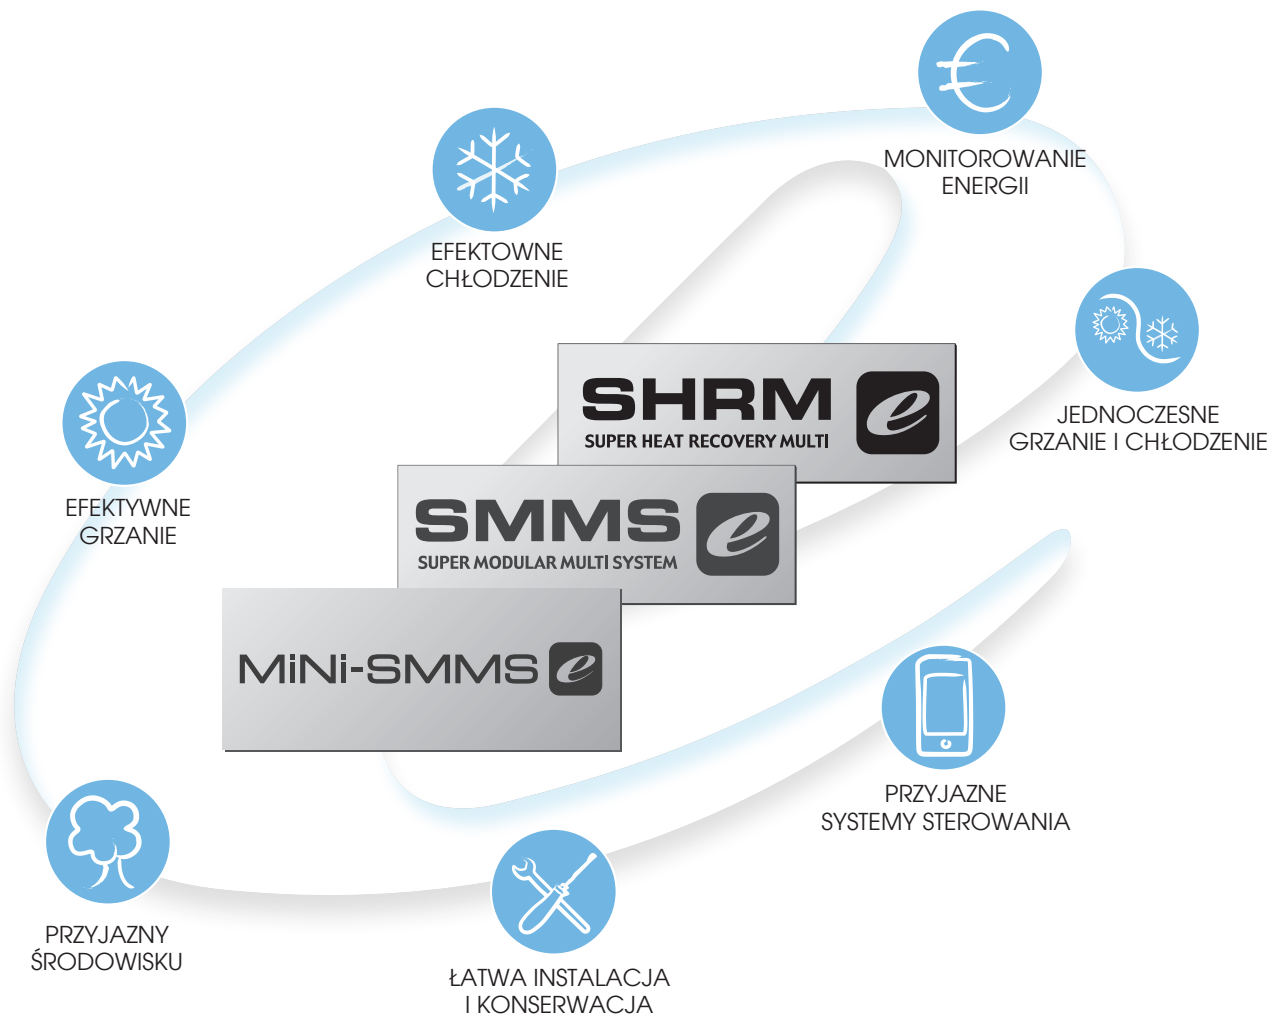 MONITOROWANIE
ENERGII
EFEKTOWNE
CHŁODZENIE
JEDNOCZESNE
GRZANIE I CHŁODZENIE
SHRM e
SUPER HEAT RECOVERY MULTI
EFEKTYWNE
GRZANIE
SMMS e
SUPER MODULAR MULTI SYSTEM
MiNi-SMMS e
PRZYJAZNE
SYSTEMY STEROWANIA
PRZYJAZNY
ŚRODOWISKU
ŁATWA INSTALACJA
I KONSERWACJA